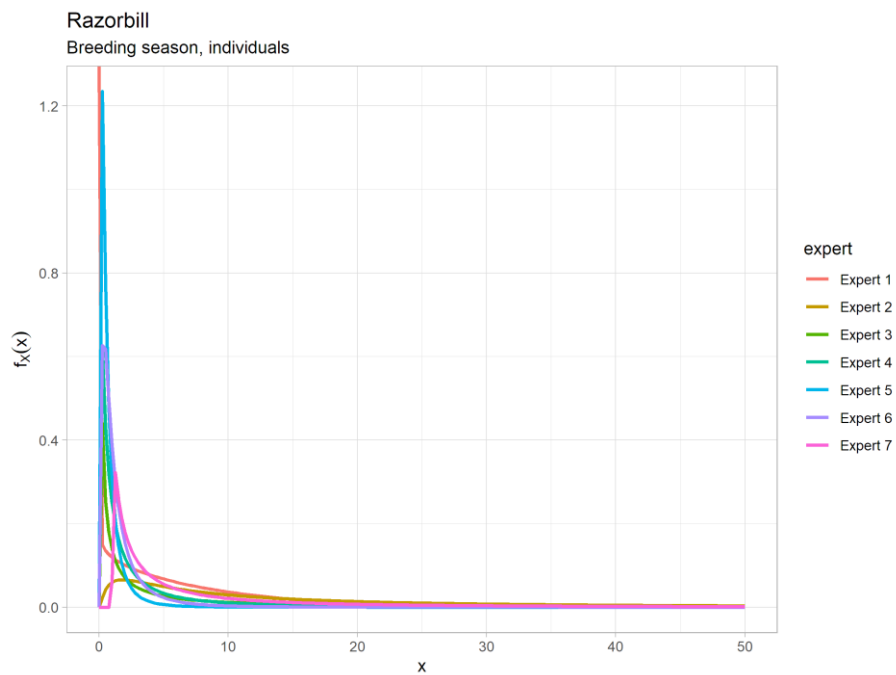 Razorbill
Breeding season, individuals
1.2
0.8
0.4
0.0
fX(x)
0
10
20
30
40
50
x
expert
Expert 1
Expert 2
Expert 3
Expert 4
Expert 5
Expert 6
Expert 7